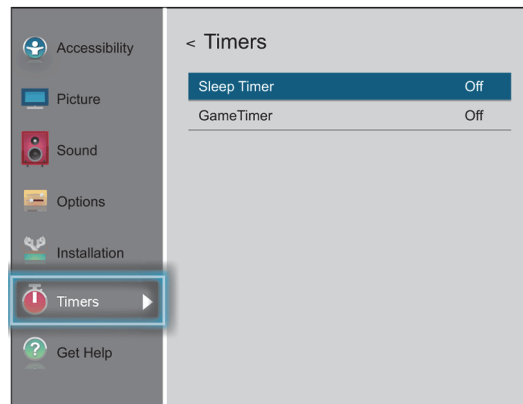 Accessibility
Picture
Sound
Options
Installation
Timers
Get Help
< Timers
Sleep Timer Off
GameTimer Off